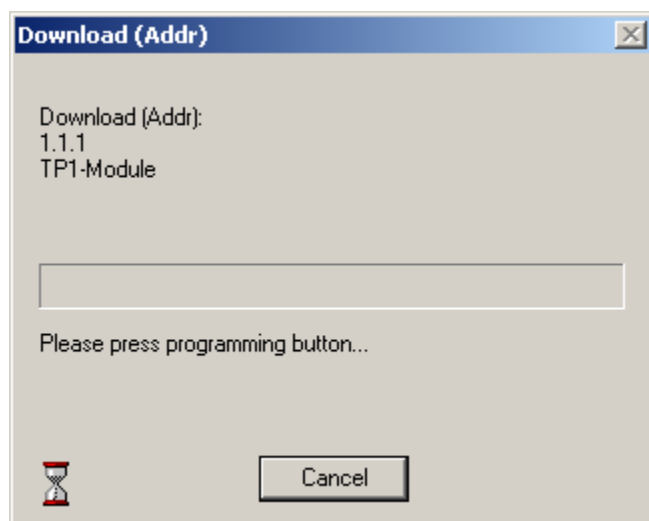 Download (Addr)
Download (Addr):
1.1.1
TP1-Module
Please press programming button...
Cancel